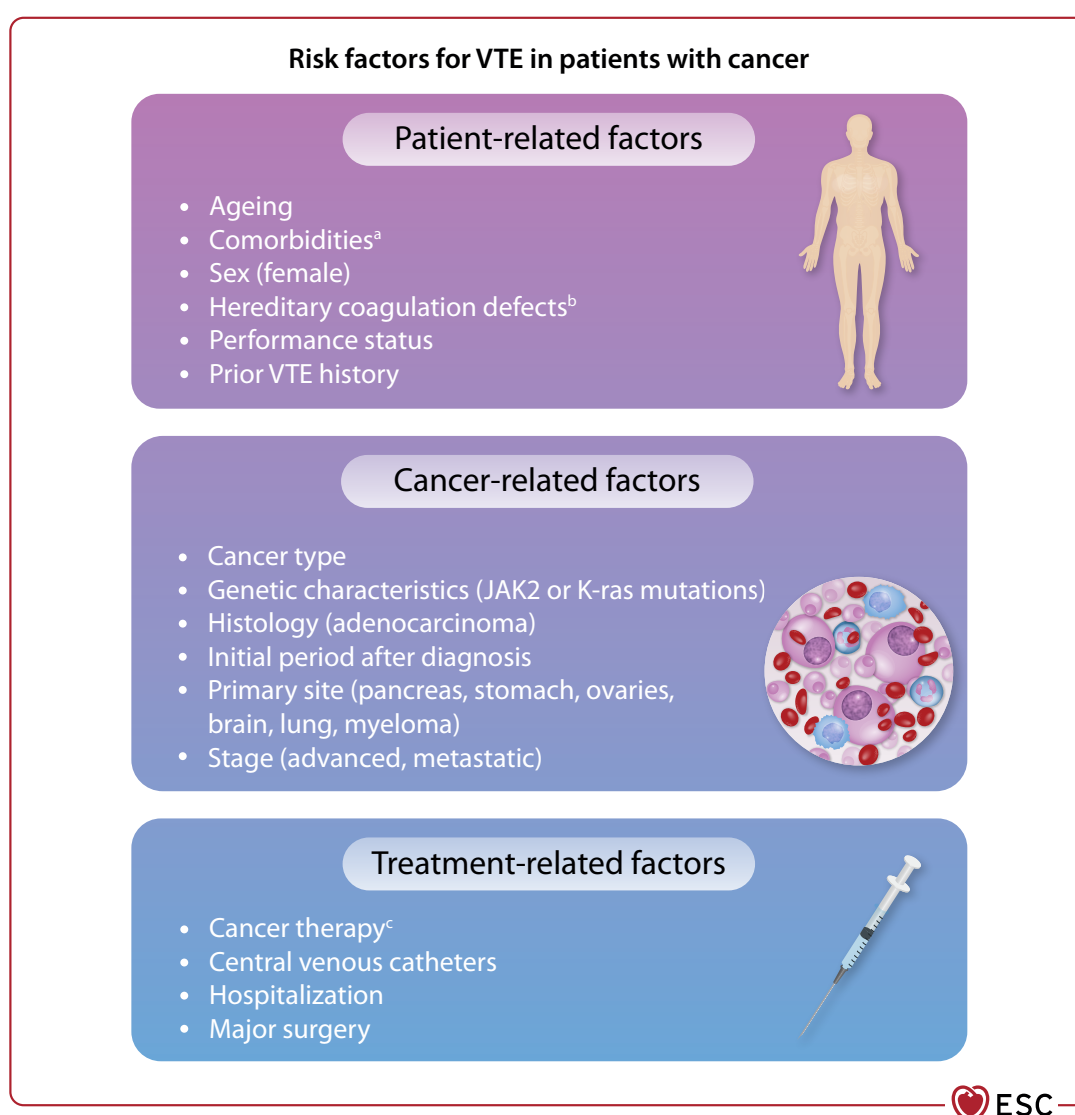 Risk factors for VTE in patients with cancer
Patient-related factors
• Ageing
• Comorbiditiesᵃ
• Sex (female)
• Hereditary coagulation defectsᵇ
• Performance status
• Prior VTE history
Cancer-related factors
• Cancer type
• Genetic characteristics (JAK2 or K-ras mutations)
• Histology (adenocarcinoma)
• Initial period after diagnosis
• Primary site (pancreas, stomach, ovaries,
brain, lung, myeloma)
• Stage (advanced, metastatic)
Treatment-related factors
• Cancer therapyᶜ
• Central venous catheters
• Hospitalization
• Major surgery
ESC